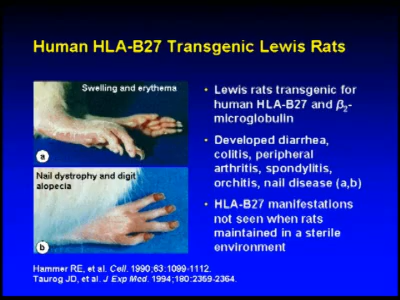 Human HLA-B27 Transgenic Lewis Rats
Swelling and erythema
a
Nail dystrophy and digit
alopecia
b
• Lewis rats transgenic for
human HLA-B27 and β2-
microglobulin
• Developed diarrhea,
colitis, peripheral
arthritis, spondylitis,
orchitis, nail disease (a,b)
• HLA-B27 manifestations
not seen when rats
maintained in a sterile
environment
Hammer RE, et al. Cell. 1990;63:1099-1112.
Taurog JD, et al. J Exp Med. 1994;180:2359-2364.